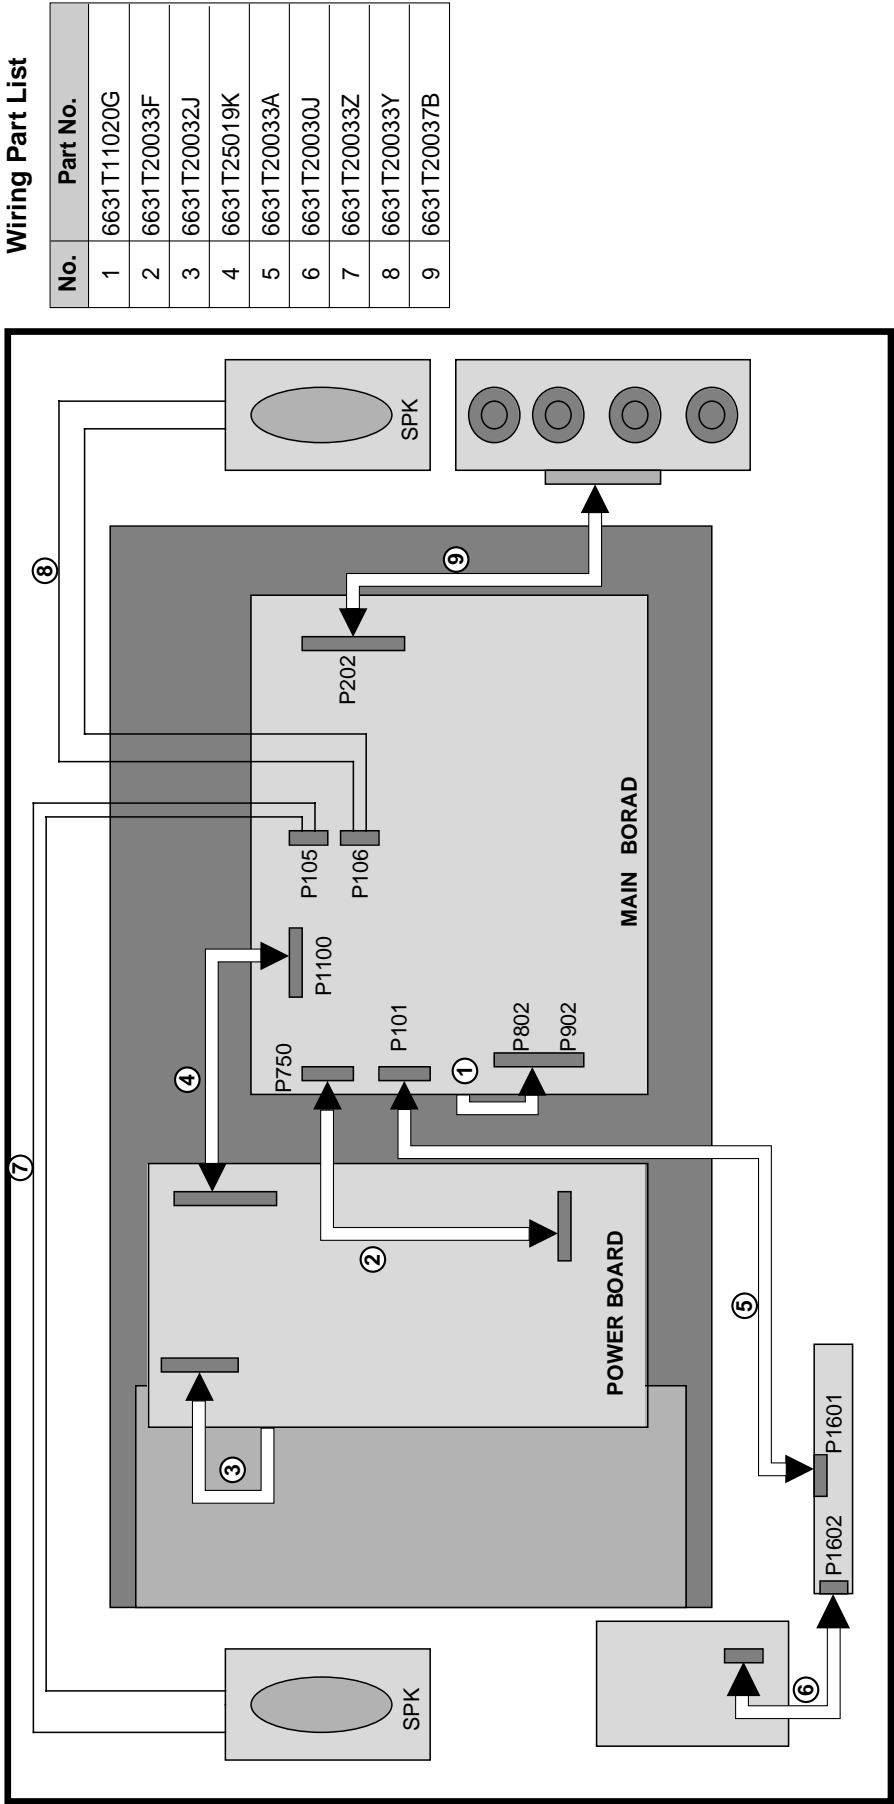 Wiring Part List
No. Part No.
1 6631T11020G
2 6631T20033F
3 6631T20032J
4 6631T25019K
5 6631T20033A
6 6631T20030J
7 6631T20033Z
8 6631T20033Y
9 6631T20037B
7
8
SPK
SPK
4
3
2
P750
P1100
P105
P106
P101
P202
9
1
P802
P902
POWER BOARD
MAIN BORAD
5
6
P1602
P1601